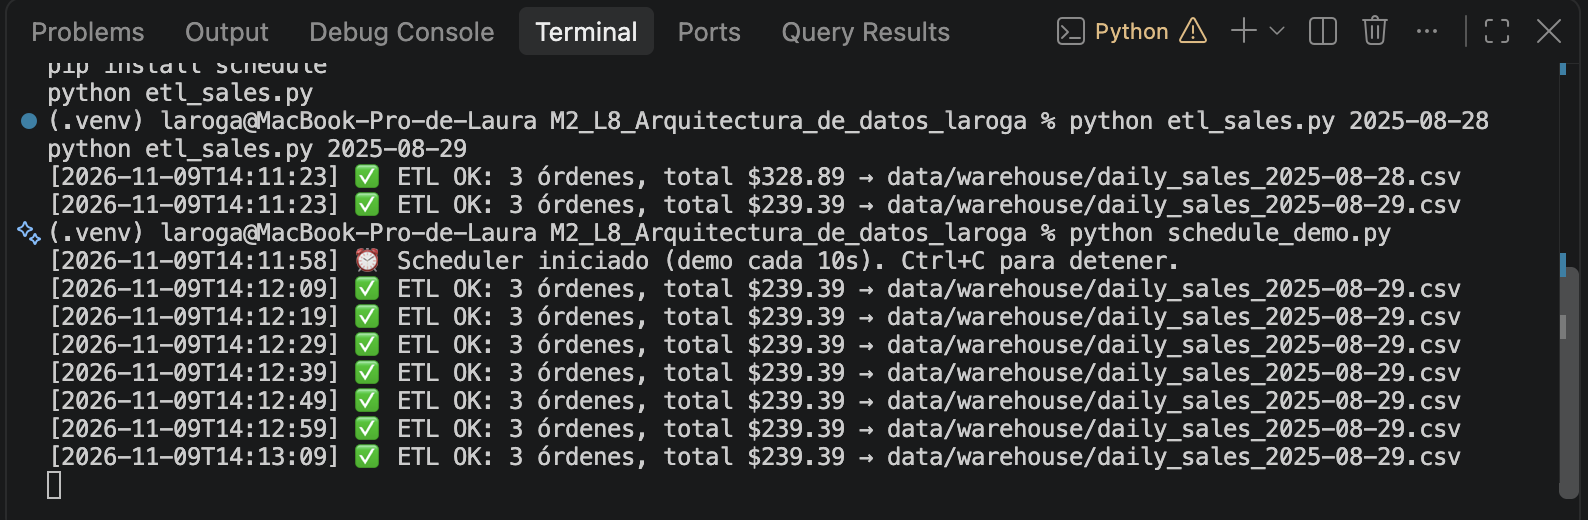 Problems Output Debug Console Terminal Ports Query Results Python
pip install schedule
python etl_sales.py
(.venv) laroga@MacBook-Pro-de-Laura M2_L8_Arquitectura_de_datos_laroga % python etl_sales.py 2025-08-28
python etl_sales.py 2025-08-29
[2026-11-09T14:11:23] ✅ ETL OK: 3 órdenes, total $328.89 → data/warehouse/daily_sales_2025-08-28.csv
[2026-11-09T14:11:23] ✅ ETL OK: 3 órdenes, total $239.39 → data/warehouse/daily_sales_2025-08-29.csv
(.venv) laroga@MacBook-Pro-de-Laura M2_L8_Arquitectura_de_datos_laroga % python schedule_demo.py
[2026-11-09T14:11:58] ⏰ Scheduler iniciado (demo cada 10s). Ctrl+C para detener.
[2026-11-09T14:12:09] ✅ ETL OK: 3 órdenes, total $239.39 → data/warehouse/daily_sales_2025-08-29.csv
[2026-11-09T14:12:19] ✅ ETL OK: 3 órdenes, total $239.39 → data/warehouse/daily_sales_2025-08-29.csv
[2026-11-09T14:12:29] ✅ ETL OK: 3 órdenes, total $239.39 → data/warehouse/daily_sales_2025-08-29.csv
[2026-11-09T14:12:39] ✅ ETL OK: 3 órdenes, total $239.39 → data/warehouse/daily_sales_2025-08-29.csv
[2026-11-09T14:12:49] ✅ ETL OK: 3 órdenes, total $239.39 → data/warehouse/daily_sales_2025-08-29.csv
[2026-11-09T14:12:59] ✅ ETL OK: 3 órdenes, total $239.39 → data/warehouse/daily_sales_2025-08-29.csv
[2026-11-09T14:13:09] ✅ ETL OK: 3 órdenes, total $239.39 → data/warehouse/daily_sales_2025-08-29.csv